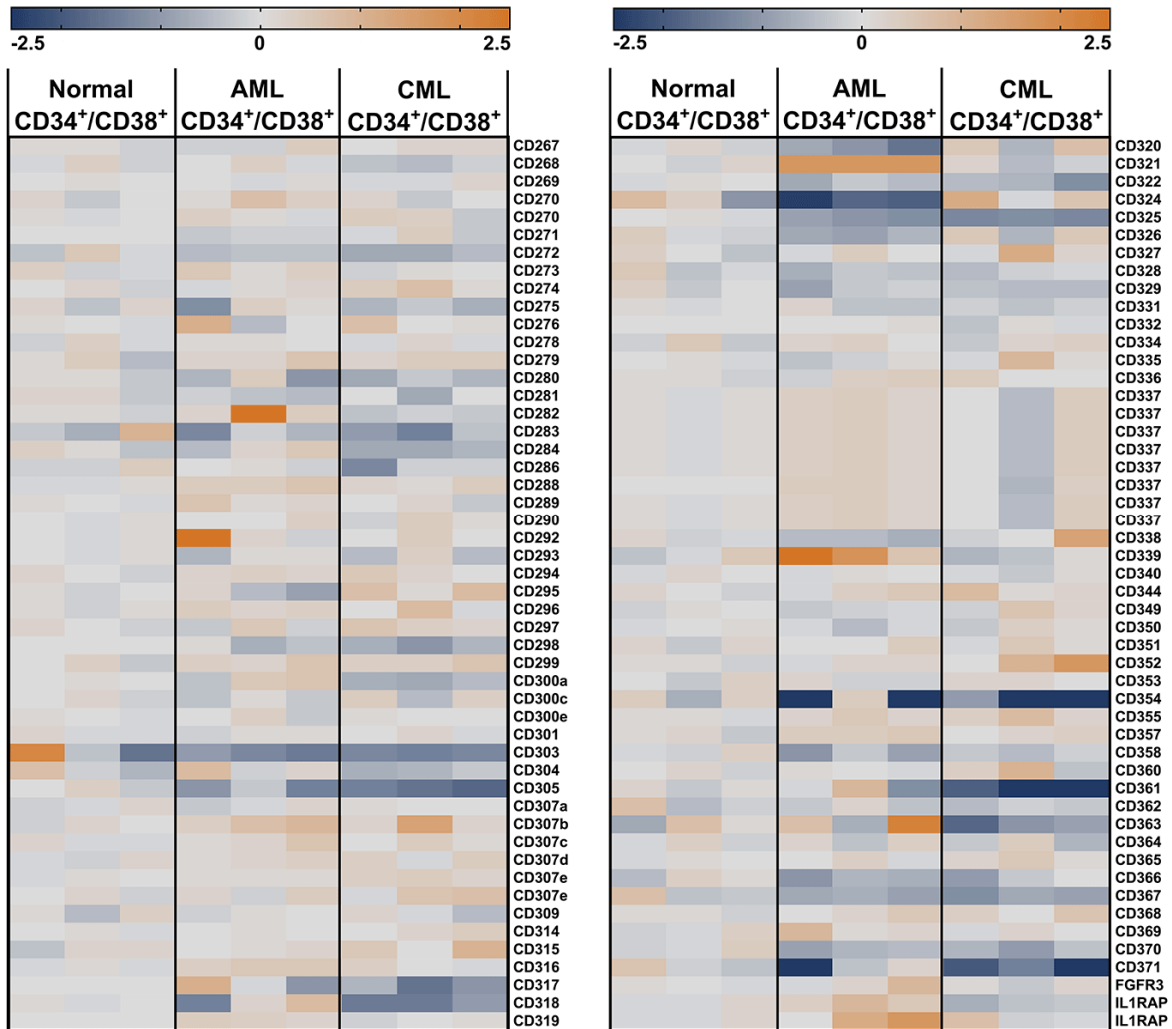 -2.5 0 2.5
Normal AML CML
CD34+/CD38+ CD34+/CD38+ CD34+/CD38+
CD267
CD268
CD269
CD270
CD270
CD271
CD272
CD273
CD274
CD275
CD276
CD278
CD279
CD280
CD281
CD282
CD283
CD284
CD286
CD288
CD289
CD290
CD292
CD293
CD294
CD295
CD296
CD297
CD298
CD299
CD300a
CD300c
CD300e
CD301
CD303
CD304
CD305
CD307a
CD307b
CD307c
CD307d
CD307e
CD307e
CD309
CD314
CD315
CD316
CD317
CD318
CD319
-2.5 0 2.5
Normal AML CML
CD34+/CD38+ CD34+/CD38+ CD34+/CD38+
CD320
CD321
CD322
CD324
CD325
CD326
CD327
CD328
CD329
CD331
CD332
CD334
CD335
CD336
CD337
CD337
CD337
CD337
CD337
CD337
CD337
CD337
CD338
CD339
CD340
CD344
CD349
CD350
CD351
CD352
CD353
CD354
CD355
CD357
CD358
CD360
CD361
CD362
CD363
CD364
CD365
CD366
CD367
CD368
CD369
CD370
CD371
FGFR3
IL1RAP
IL1RAP